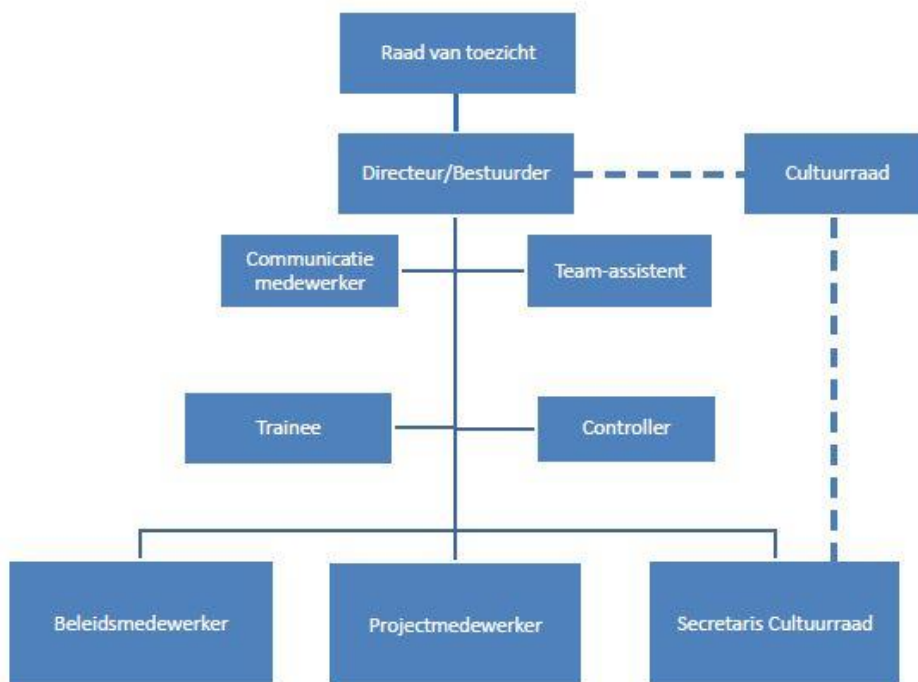 Raad van toezicht
Directeur/Bestuurder
Cultuurraad
Communicatie
medewerker
Team-assistent
Trainee
Controller
Beleidsmedewerker
Projectmedewerker
Secretaris Cultuurraad